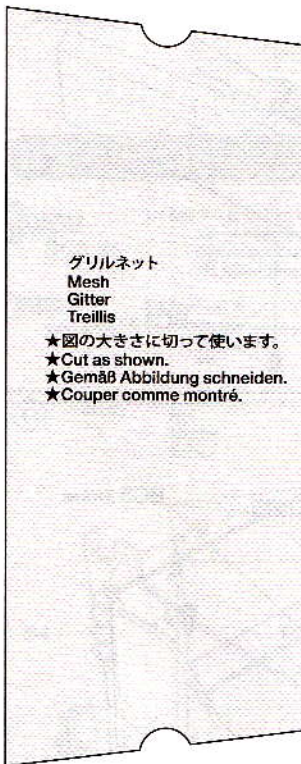 グリルネット
Mesh
Gitter
Treillis
★図の大きさに切って使います。
★Cut as shown.
★Gemäß Abbildung schneiden.
★Couper comme montré.